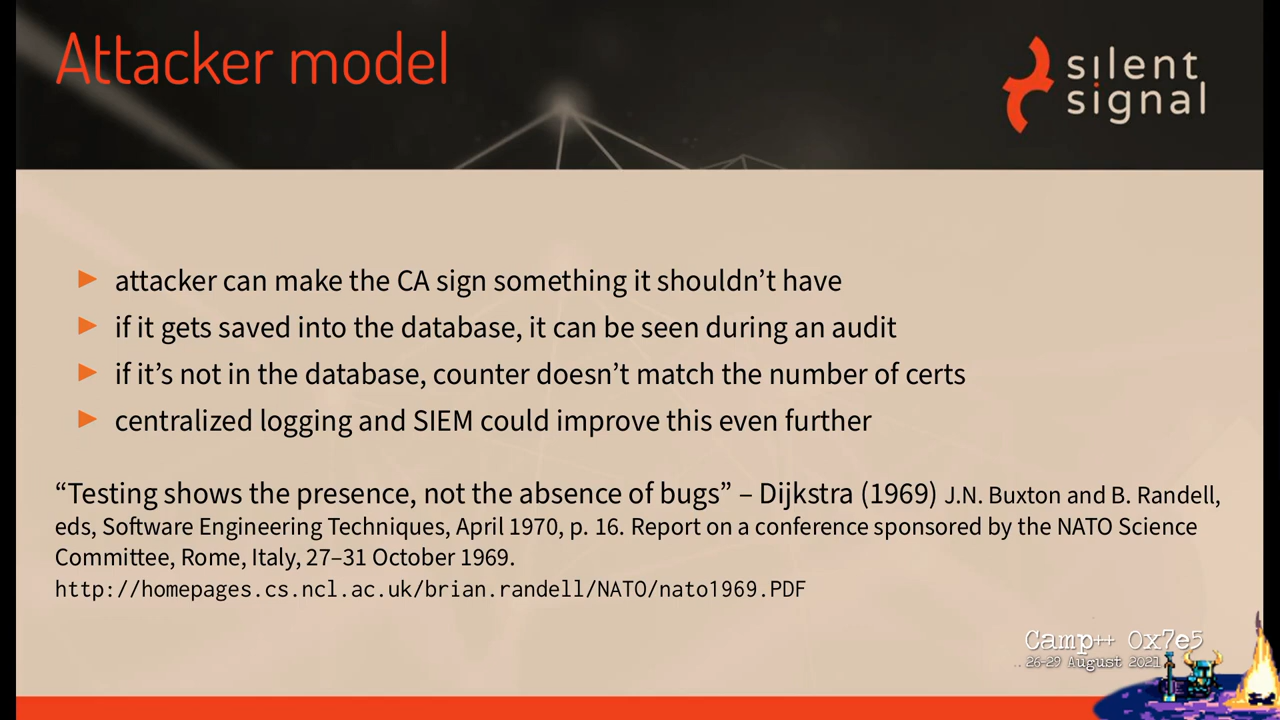 Attacker model
silent
signal
attacker can make the CA sign something it shouldn’t have
if it gets saved into the database, it can be seen during an audit
if it’s not in the database, counter doesn’t match the number of certs
centralized logging and SIEM could improve this even further
“Testing shows the presence, not the absence of bugs” – Dijkstra (1969) J.N. Buxton and B. Randell,
eds, Software Engineering Techniques, April 1970, p. 16. Report on a conference sponsored by the NATO Science
Committee, Rome, Italy, 27–31 October 1969.
http://homepages.cs.ncl.ac.uk/brian.randell/NATO/nato1969.PDF
Camp++ 0x7e5
26-29 August 2021